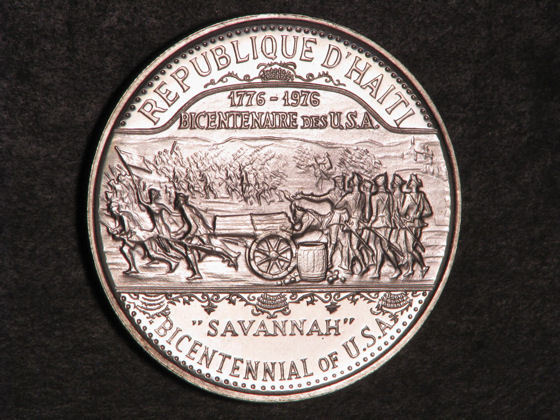 REPUBLIQUE D'HAITI
1776 - 1976
BICENTENAIRE DES U.S.A.
"SAVANNAH"
BICENTENNIAL OF U.S.A.